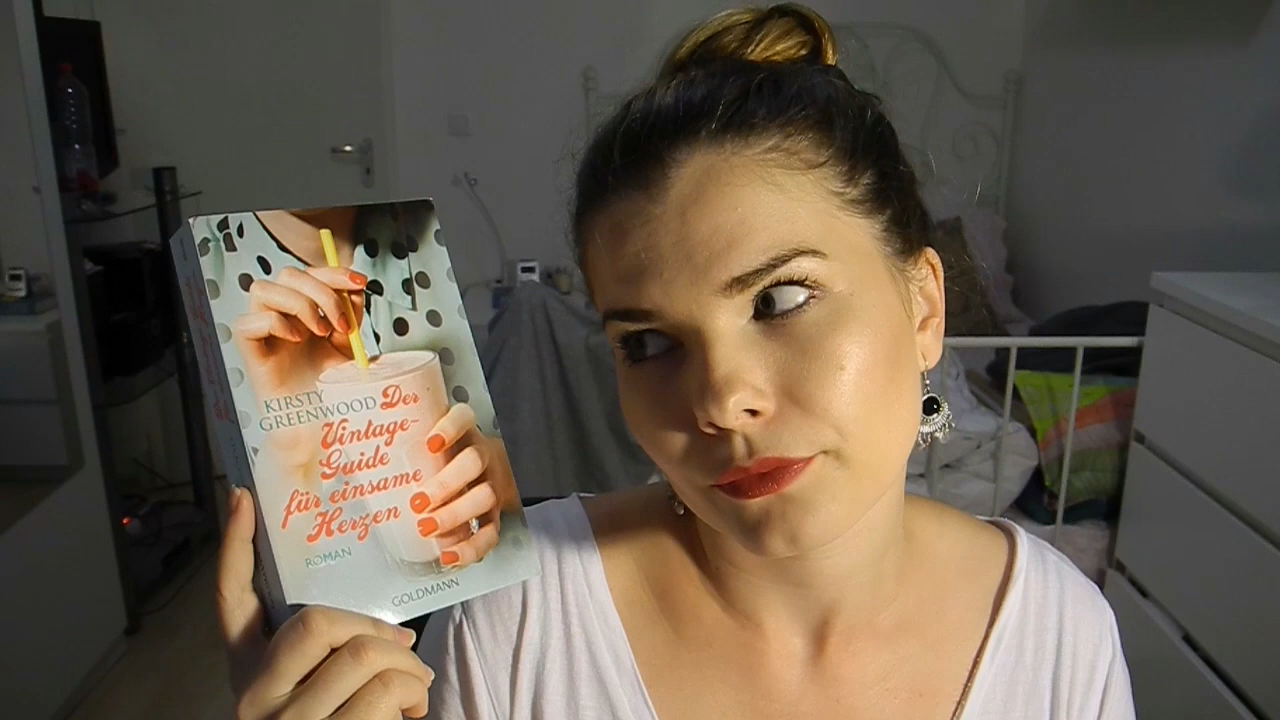 KIRSTY
GREENWOOD Der
Vintage-
Guide
für einsame
Herzen
ROMAN
GOLDMANN